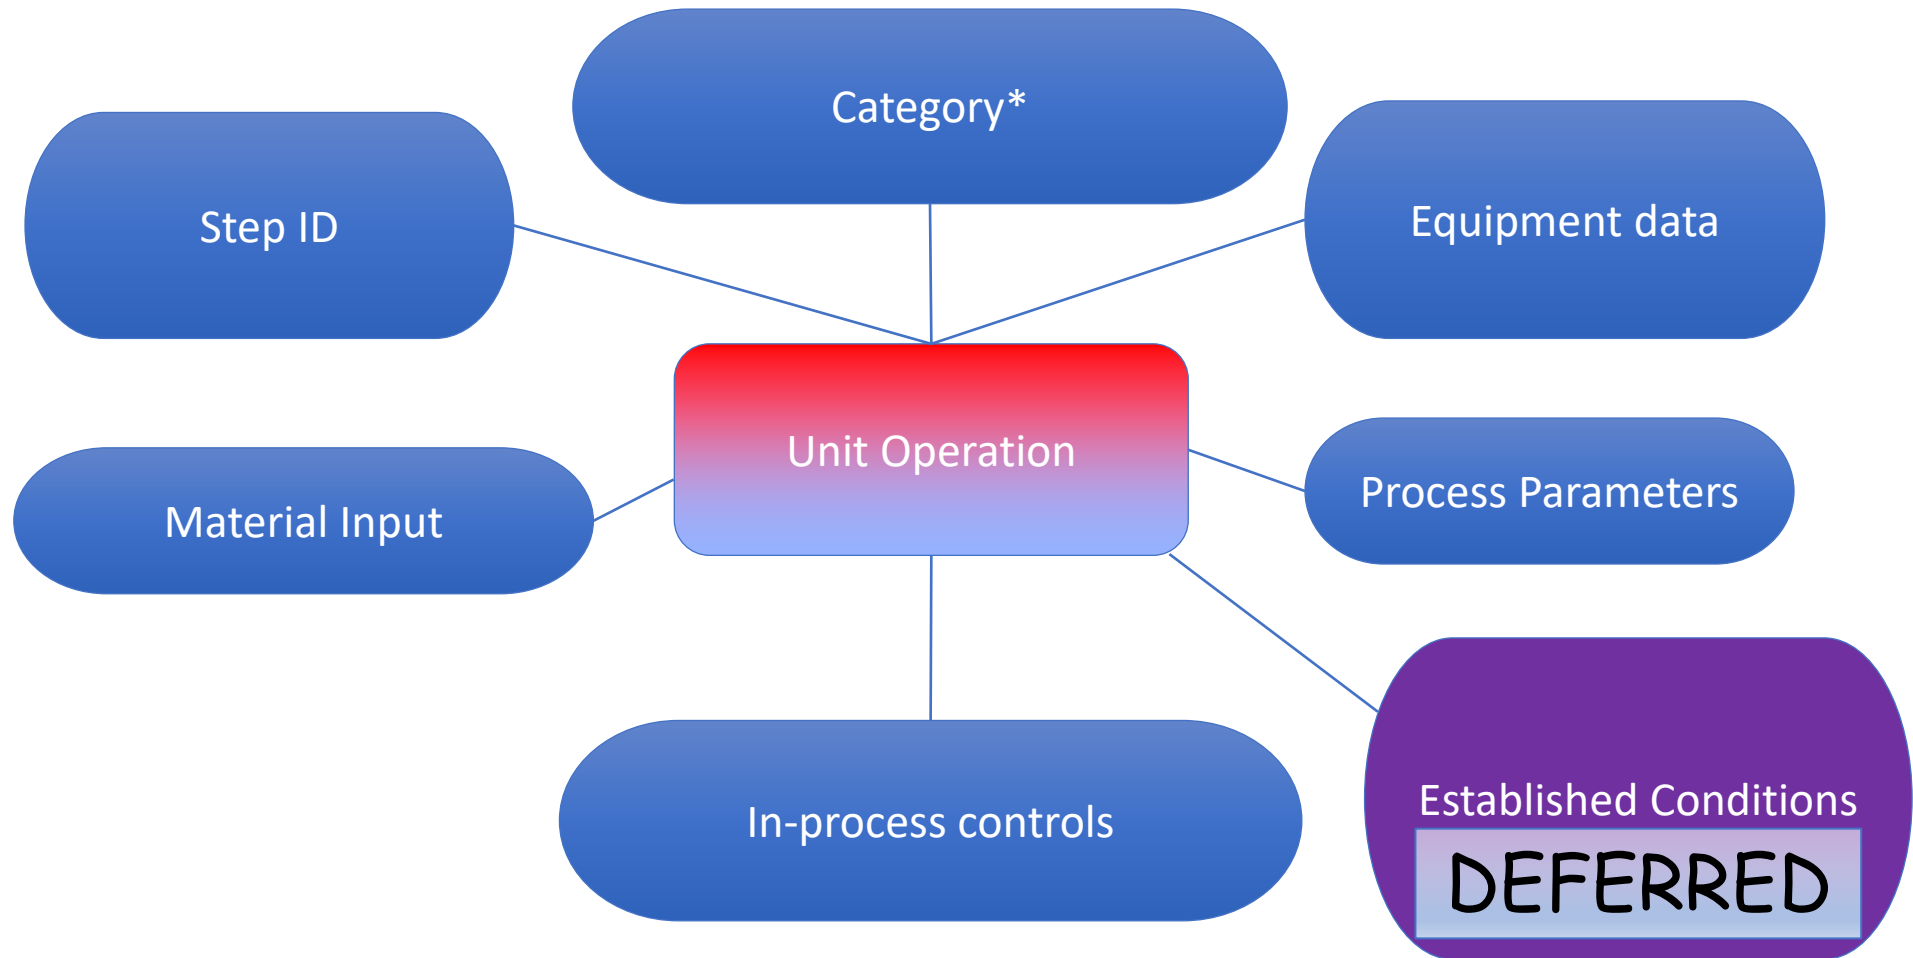 Category*
Step ID
Equipment data
Unit Operation
Material Input
Process Parameters
In-process controls
Established Conditions
DEFERRED